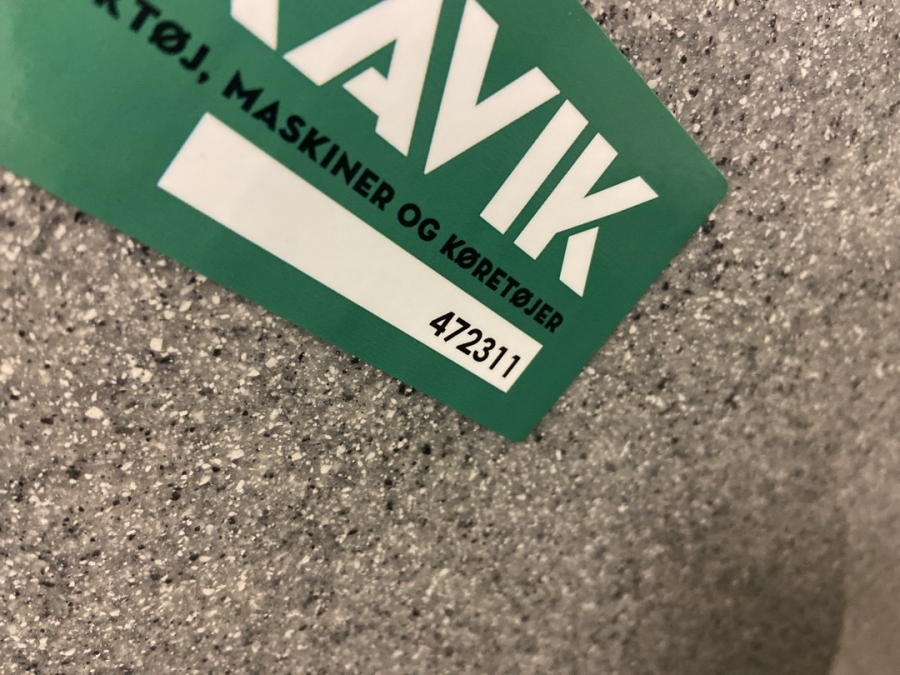 AVIK
MASKINER OG KØRETØJER
472311